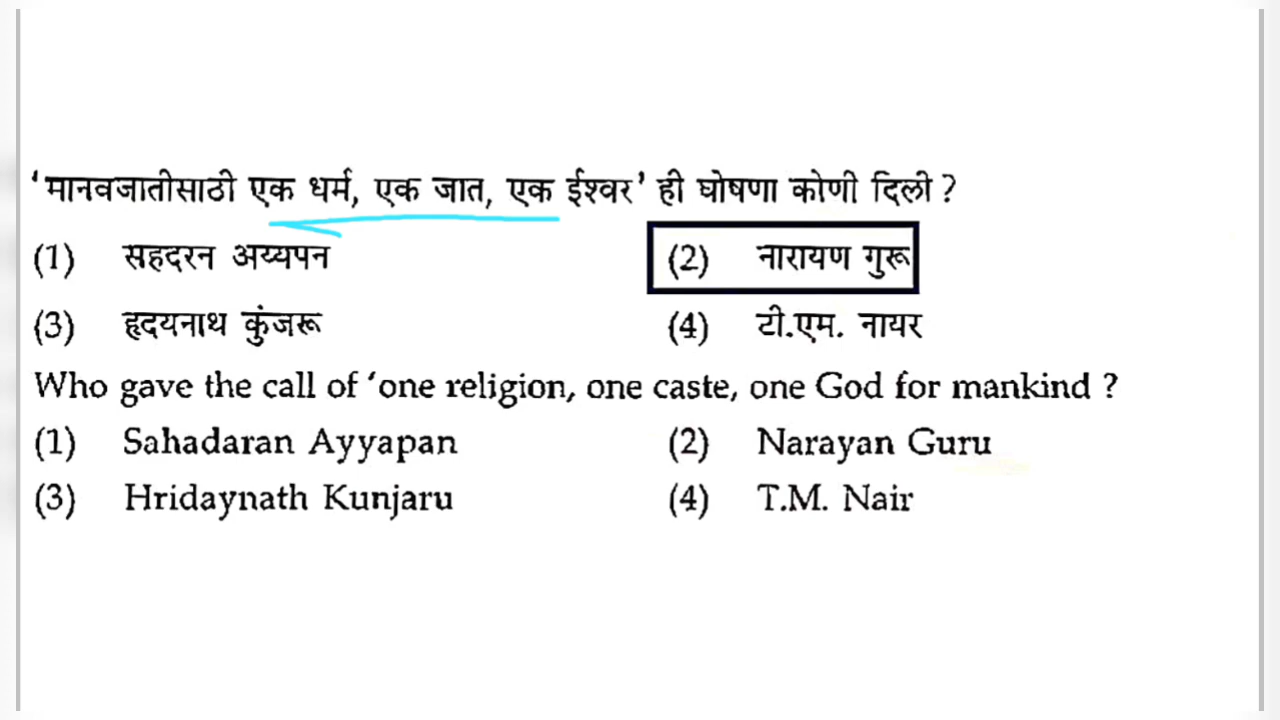 ‘मानवजातीसाठी एक धर्म, एक जात, एक ईश्वर’ ही घोषणा कोणी दिली ?
(1) सहदरन अय्यपन (2) नारायण गुरू
(3) हृदयनाथ कुंजरू (4) टी.एम. नायर
Who gave the call of ‘one religion, one caste, one God for mankind ?
(1) Sahadaran Ayyapan (2) Narayan Guru
(3) Hridaynath Kunjaru (4) T.M. Nair